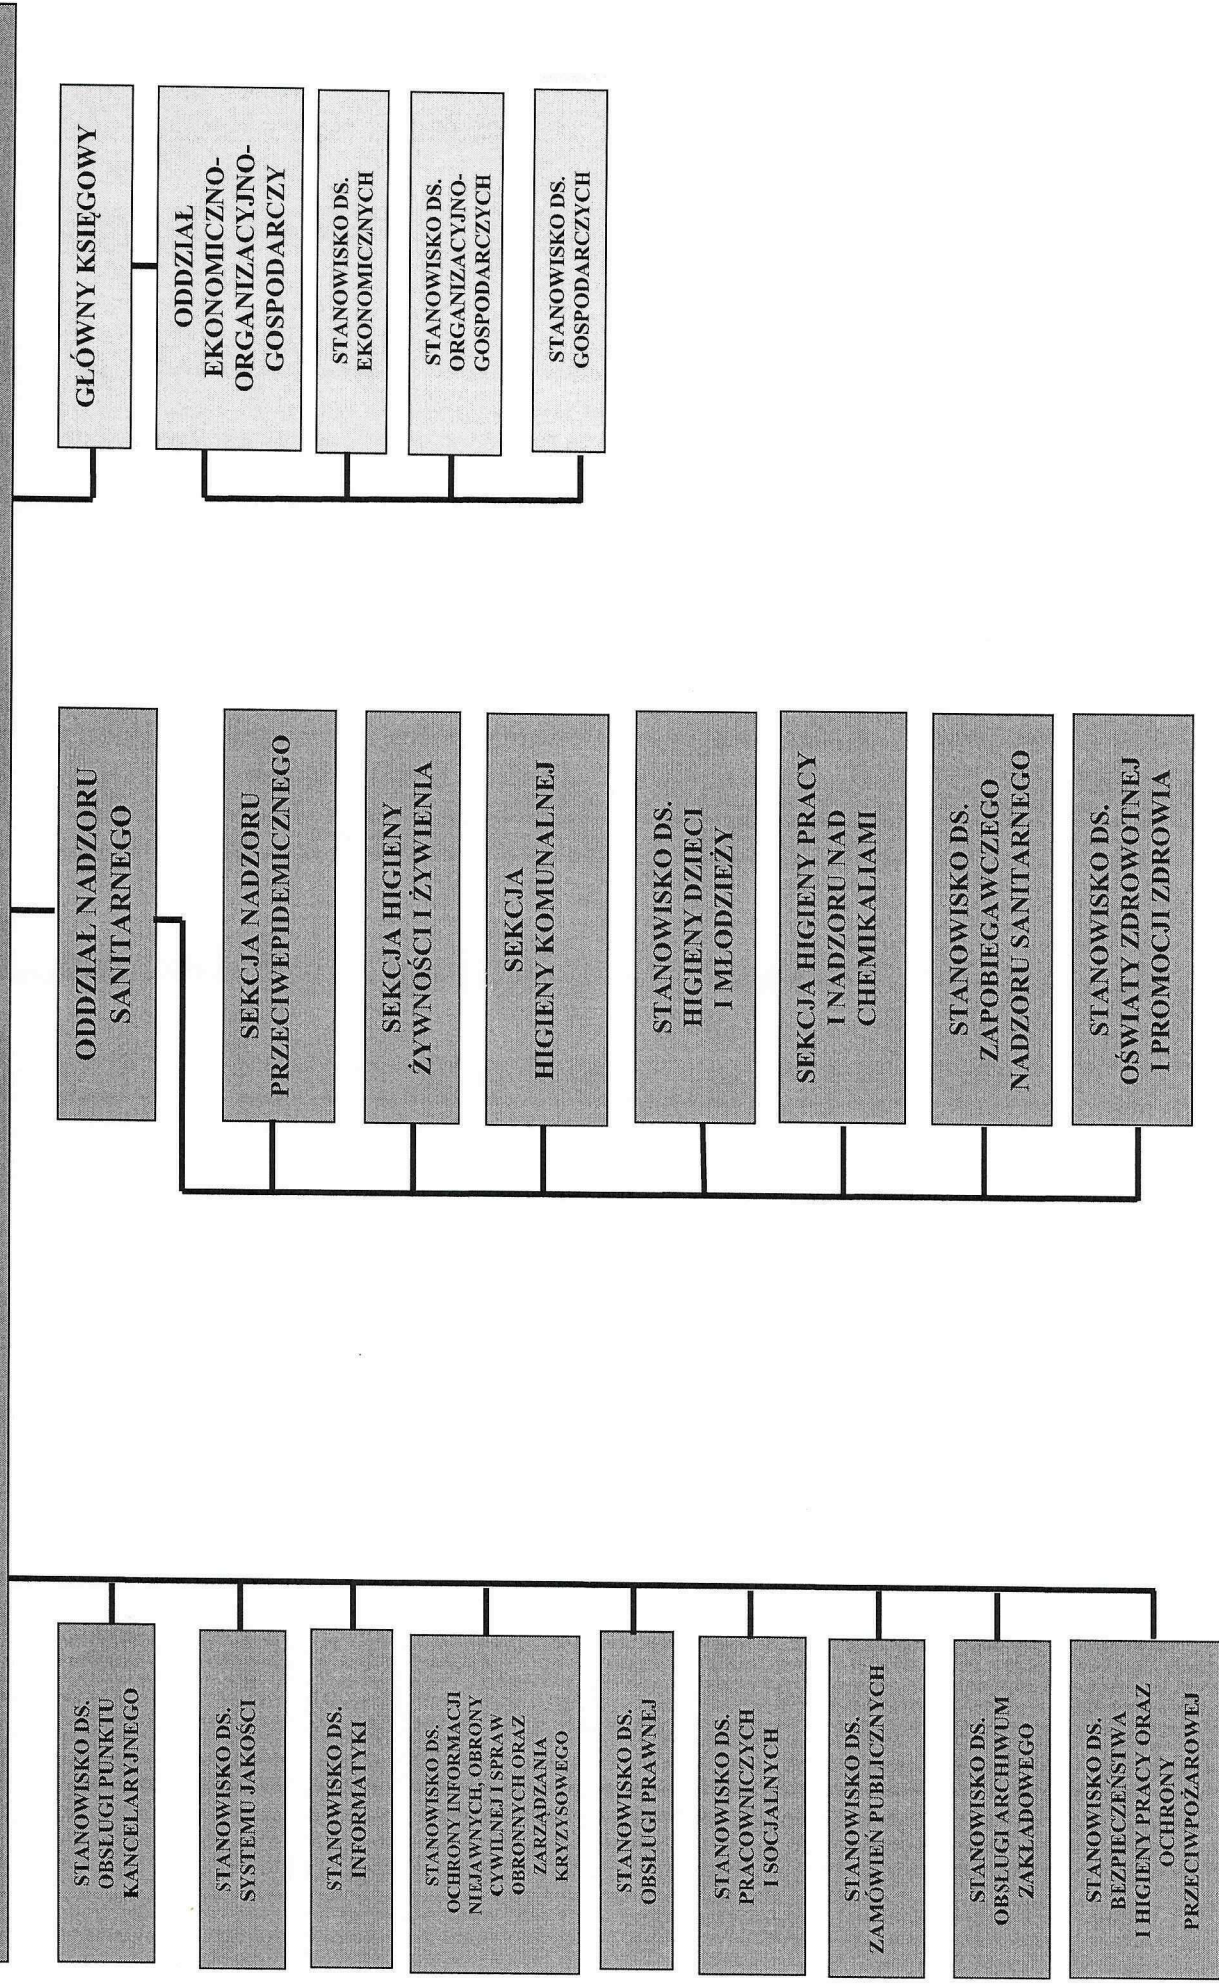 STANOWISKO DS.
OBSŁUGI PUNKTU
KANCELARYJNEGO
STANOWISKO DS.
SYSTEMU JAKOŚCI
STANOWISKO DS.
INFORMATYKI
STANOWISKO DS.
OCHRONY INFORMACJI
NIEJAWNYCH, OBRONY
CYWILNEJ I SPRAW
OBRONNYCH ORAZ
ZARZĄDZANIA
KRYZYSOWEGO
STANOWISKO DS.
OBSŁUGI PRAWNEJ
STANOWISKO DS.
PRACOWNICZYCH
I SOCJALNYCH
STANOWISKO DS.
ZAMÓWIEŃ PUBLICZNYCH
STANOWISKO DS.
OBSŁUGI ARCHIWUM
ZAKŁADOWEGO
STANOWISKO DS.
BEZPIECZEŃSTWA
I HIGIENY PRACY ORAZ
OCHRONY
PRZECIWPOŻAROWEJ
ODDZIAŁ NADZORU
SANITARNEGO
SEKCJA NADZORU
PRZECIWEPIDEMICZNEGO
SEKCJA HIGIENY
ŻYWNOŚCI I ŻYWIENIA
SEKCJA
HIGIENY KOMUNALNEJ
STANOWISKO DS.
HIGIENY DZIECI
I MŁODZIEŻY
SEKCJA HIGIENY PRACY
I NADZORU NAD
CHEMIKALIAMI
STANOWISKO DS.
ZAPOBIEGAWCZEGO
NADZORU SANITARNEGO
STANOWISKO DS.
OŚWIATY ZDROWOTNEJ
I PROMOCJI ZDROWIA
GŁÓWNY KSIĘGOWY
ODDZIAŁ
EKONOMICZNO-
ORGANIZACYJNO-
GOSPODARCZY
STANOWISKO DS.
EKONOMICZNYCH
STANOWISKO DS.
ORGANIZACYJNO-
GOSPODARCZYCH
STANOWISKO DS.
GOSPODARCZYCH